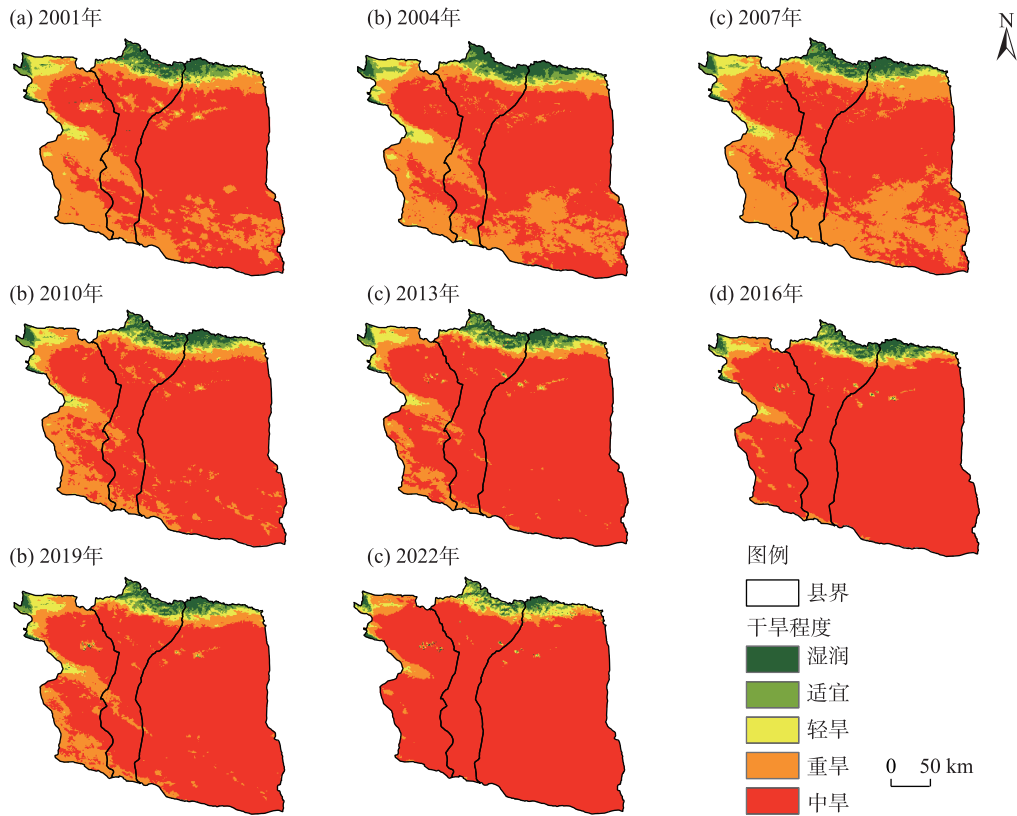 (a) 2001年
(b) 2004年
(c) 2007年
N
(b) 2010年
(c) 2013年
(d) 2016年
(b) 2019年
(c) 2022年
图例
县界
干旱程度
湿润
适宜
轻旱
重旱
中旱
0 50 km